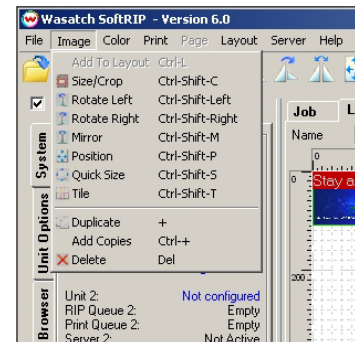 Wasatch SoftRIP - Version 6.0
File Image Color Print Page Layout Server Help
Add To Layout Ctrl-L
Size/Crop Ctrl-Shift-C
Rotate Left Ctrl-Shift-Left
Rotate Right Ctrl-Shift-Right
Mirror Ctrl-Shift-M
Position Ctrl-Shift-P
Quick Size Ctrl-Shift-S
Tile Ctrl-Shift-T
Duplicate +
Add Copies Ctrl-+
Delete Del
System
Unit Options
Browser
Unit 2: Not configured
RIP Queue 2: Empty
Print Queue 2: Empty
Server 2: Not Active
Job L
Name
0
0
Stay a
200